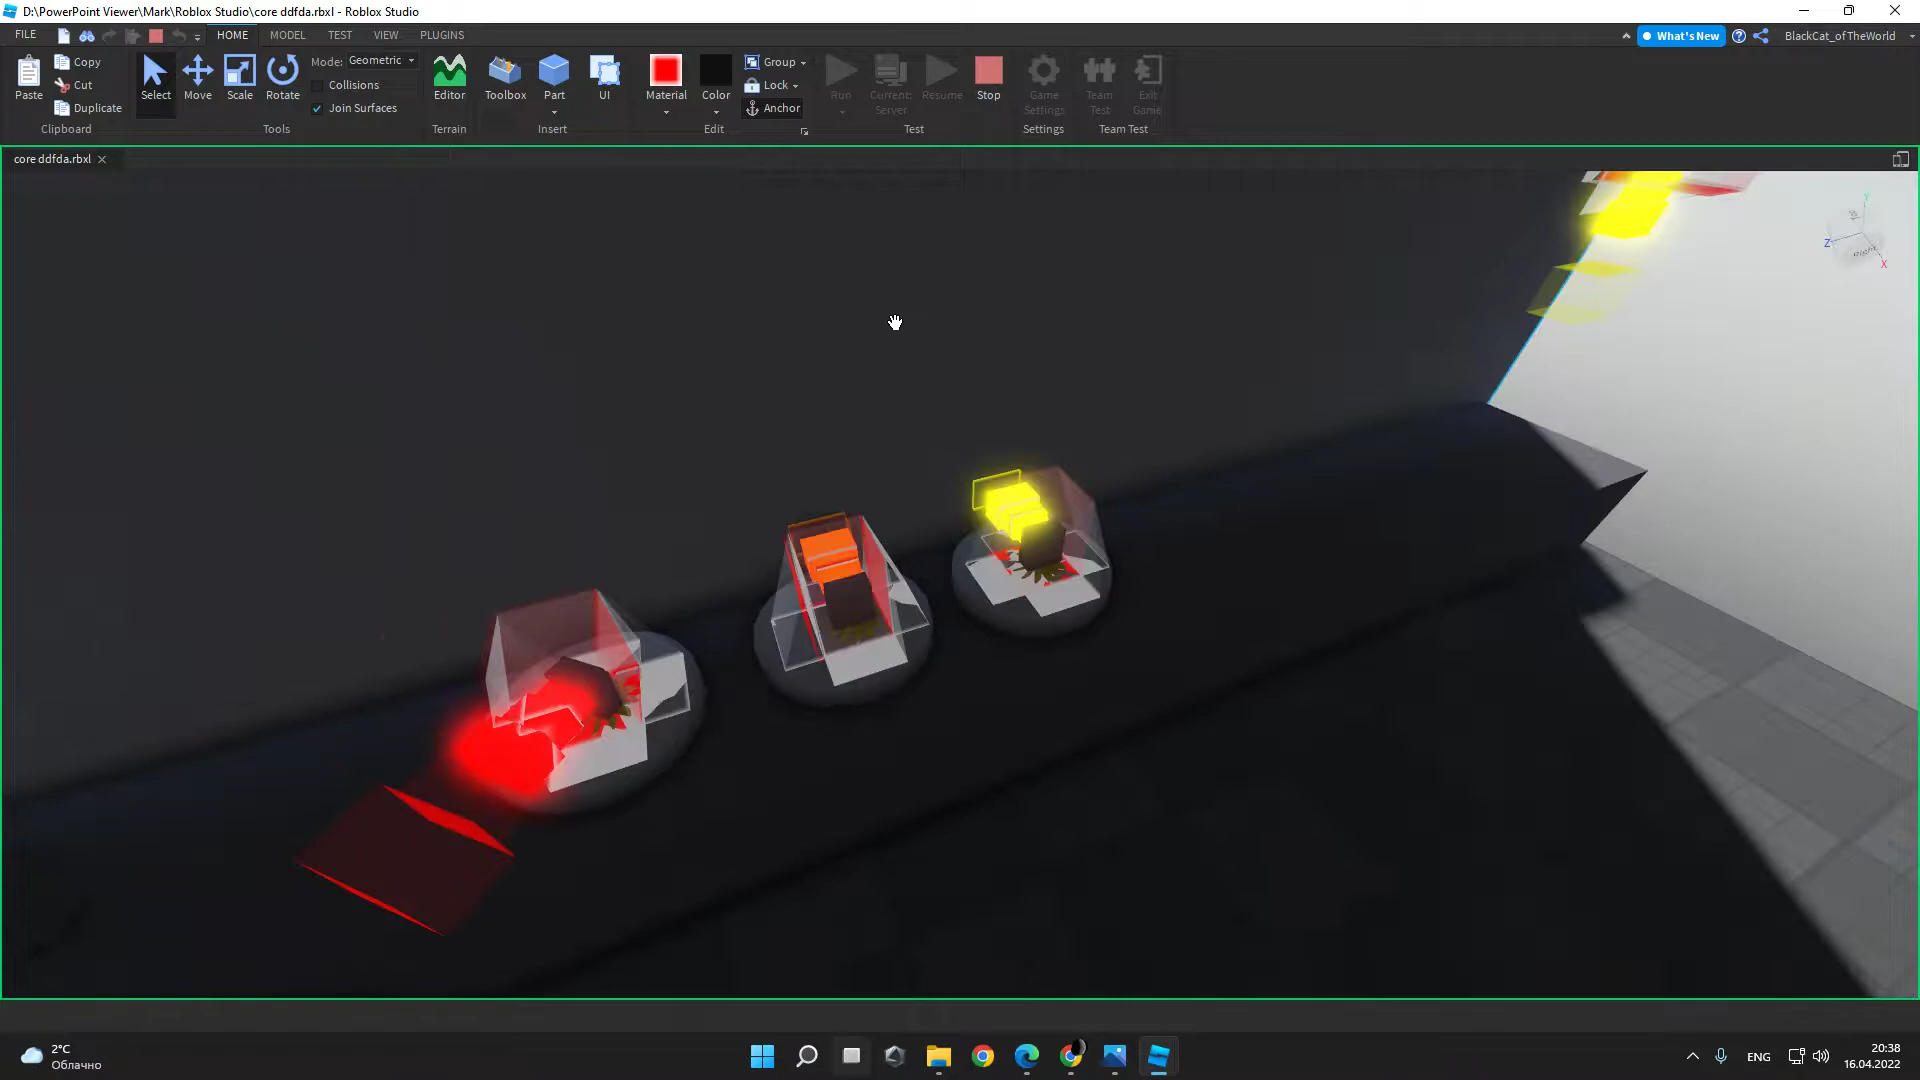 D:\PowerPoint Viewer\Mark\Roblox Studio\core ddfda.rbxl - Roblox Studio
FILE HOME MODEL TEST VIEW PLUGINS What's New BlackCat_ofTheWorld
Paste Copy Cut Duplicate
Clipboard
Select Move Scale Rotate
Mode: Geometric
Collisions
Join Surfaces
Tools
Editor
Terrain
Toolbox Part UI
Insert
Material Color
Group
Lock
Anchor
Edit
Run Current: Server Resume Stop
Test
Game Settings
Settings
Team Test Exit Game
Team Test
core ddfda.rbxl
Y
Z
Right
X
2°C
Облачно
ENG
20:38
16.04.2022